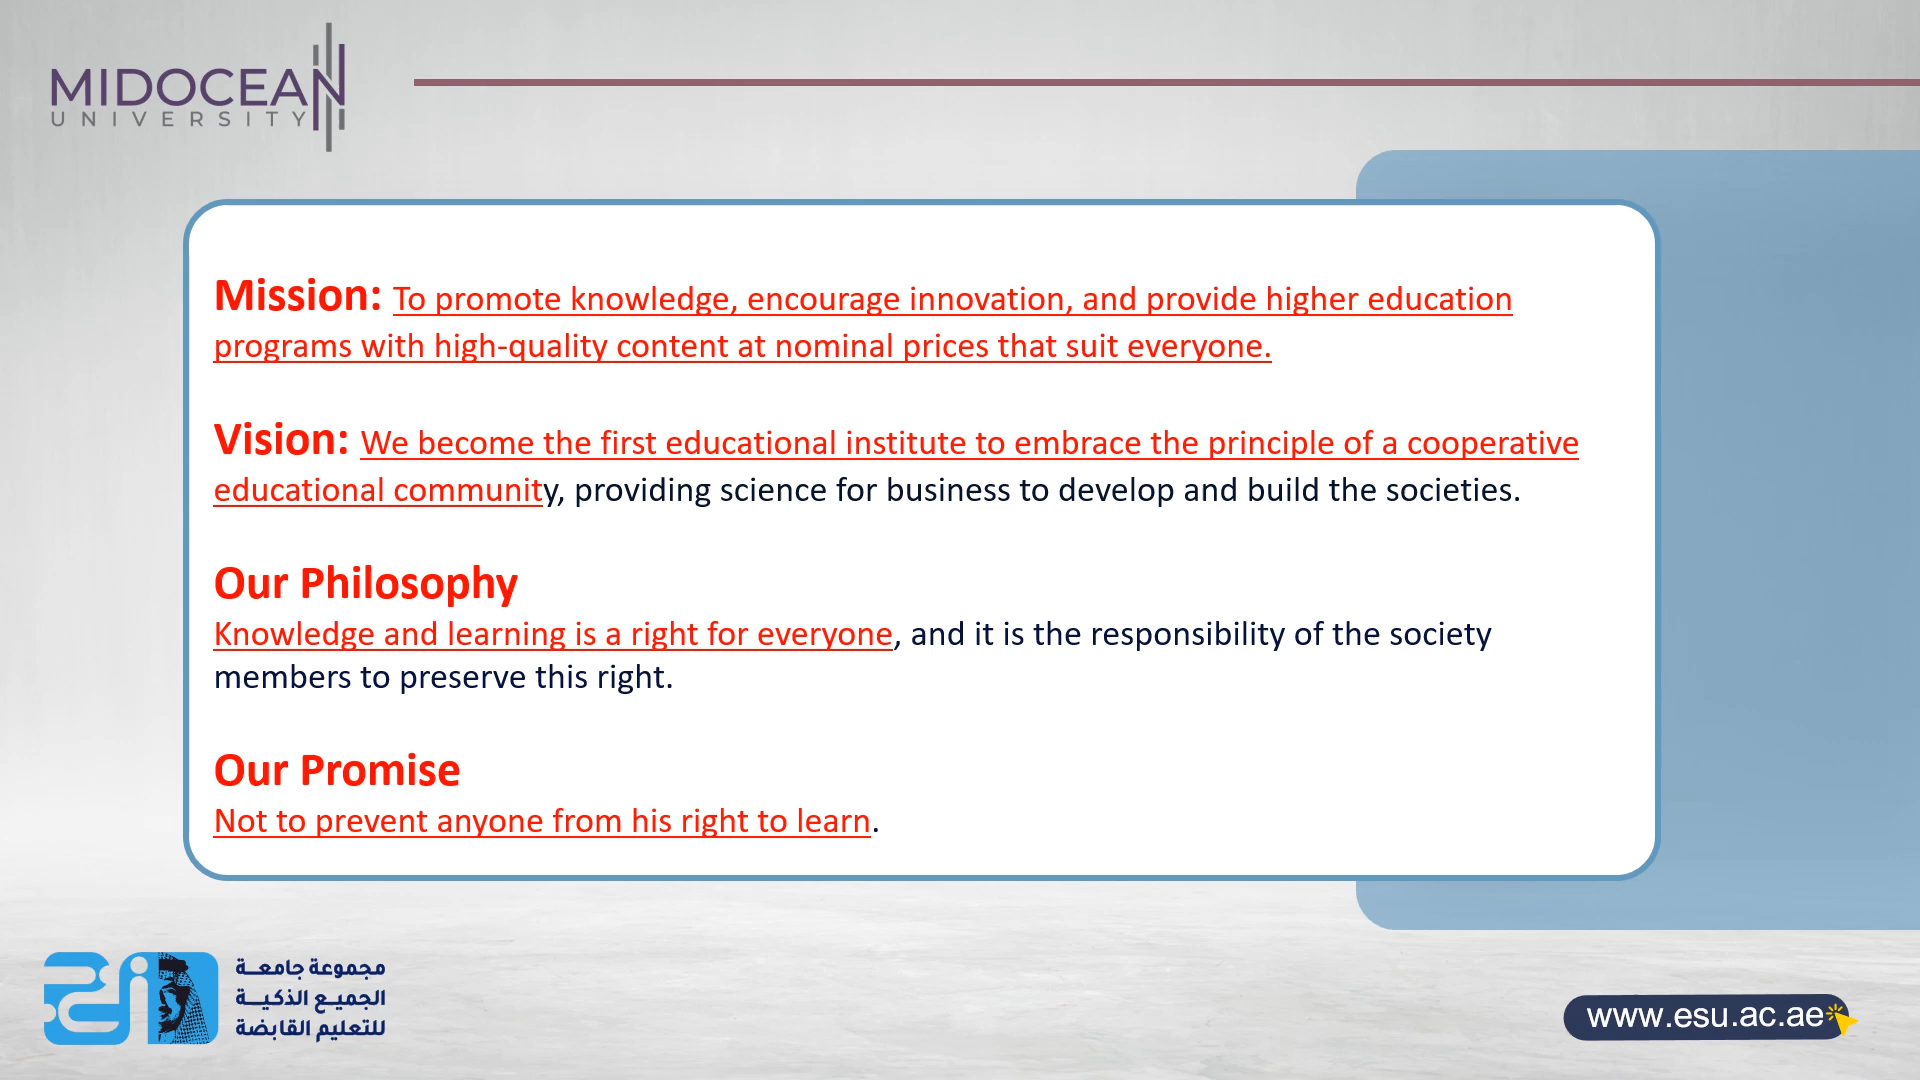 MIDOCEAN
UNIVERSITY
Mission: To promote knowledge, encourage innovation, and provide higher education
programs with high-quality content at nominal prices that suit everyone.
Vision: We become the first educational institute to embrace the principle of a cooperative
educational community, providing science for business to develop and build the societies.
Our Philosophy
Knowledge and learning is a right for everyone, and it is the responsibility of the society
members to preserve this right.
Our Promise
Not to prevent anyone from his right to learn.
مجموعة جامعـة
الجميـع الذكيـة
للتعليم القابضة
www.esu.ac.ae